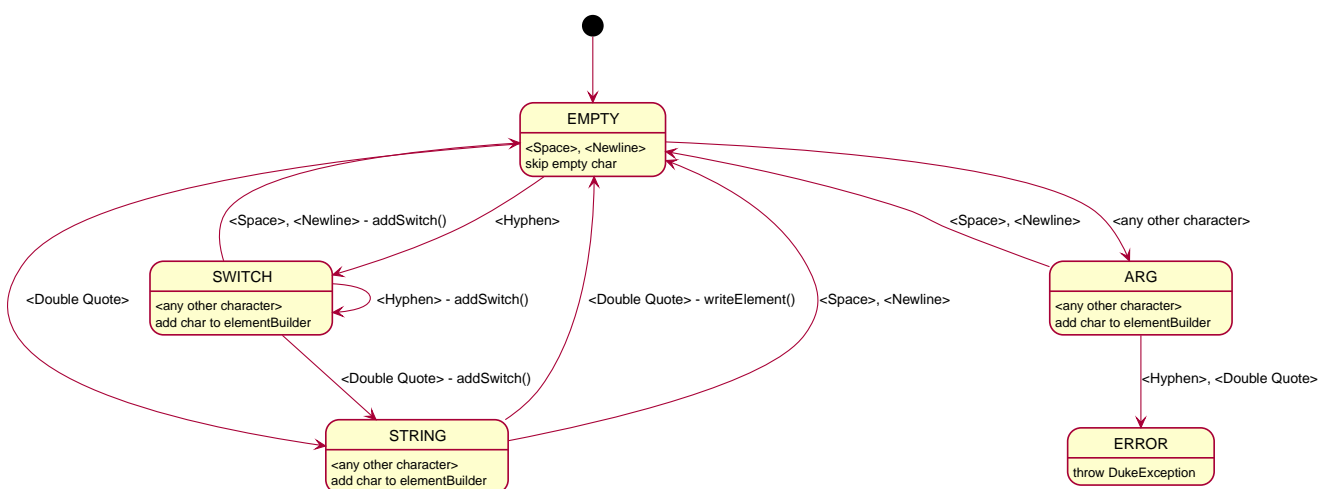 EMPTY
<Space>, <Newline>
skip empty char
<Space>, <Newline> - addSwitch()
<Hyphen>
<Space>, <Newline>
<any other character>
SWITCH
<any other character>
add char to elementBuilder
<Double Quote>
<Hyphen> - addSwitch()
<Double Quote> - writeElement()
<Space>, <Newline>
ARG
<any other character>
add char to elementBuilder
<Double Quote> - addSwitch()
<Hyphen>, <Double Quote>
STRING
<any other character>
add char to elementBuilder
ERROR
throw DukeException